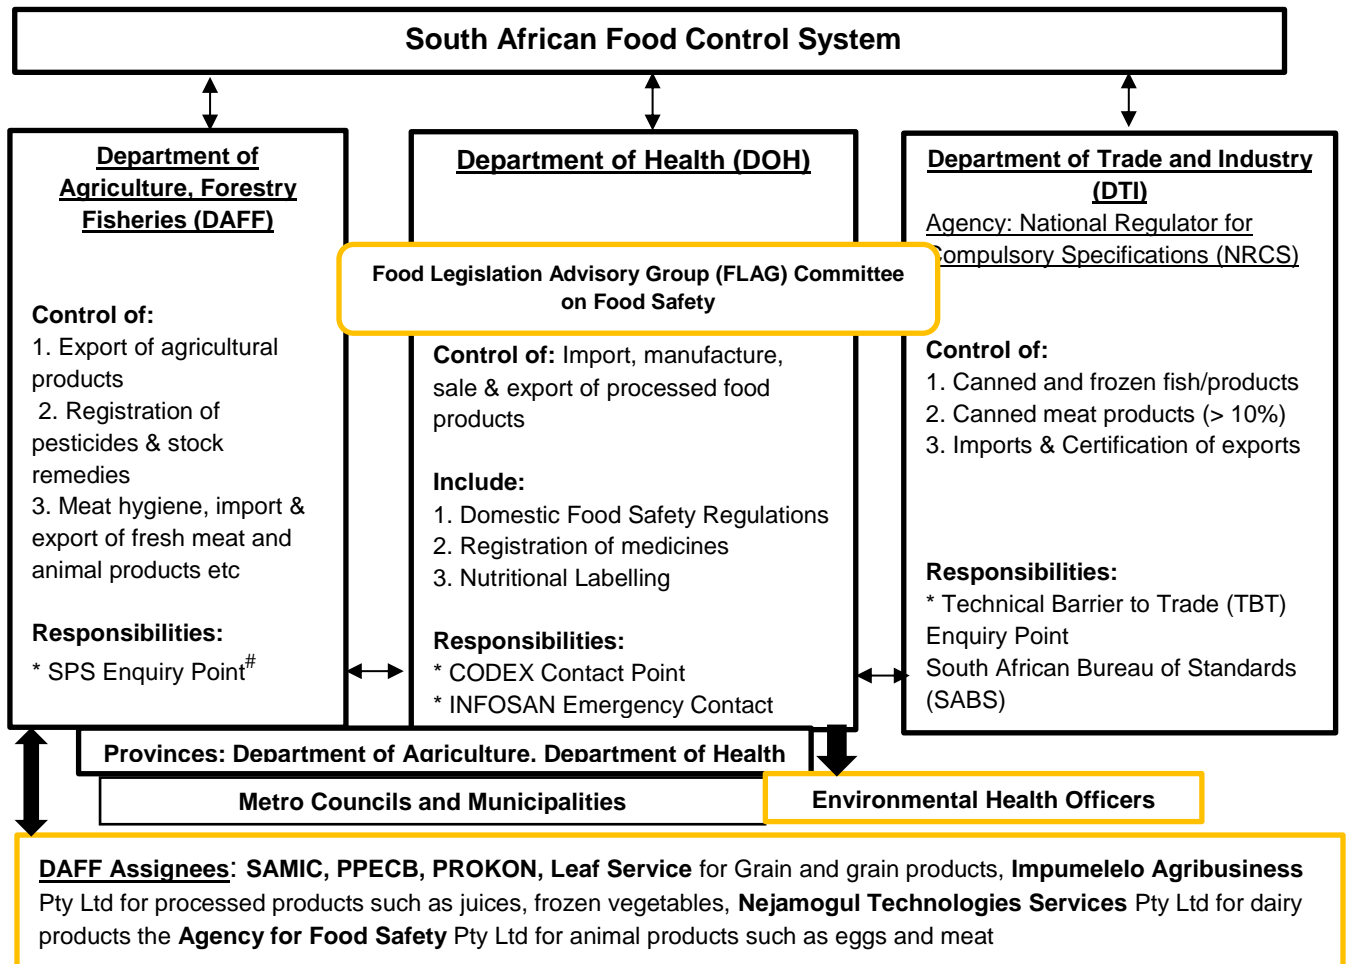 South African Food Control System
Department of
Agriculture, Forestry
Fisheries (DAFF)
Control of:
1. Export of agricultural
products
2. Registration of
pesticides & stock
remedies
3. Meat hygiene, import &
export of fresh meat and
animal products etc
Responsibilities:
* SPS Enquiry Point#
Department of Health (DOH)
Food Legislation Advisory Group (FLAG) Committee
on Food Safety
Control of: Import, manufacture,
sale & export of processed food
products
Include:
1. Domestic Food Safety Regulations
2. Registration of medicines
3. Nutritional Labelling
Responsibilities:
* CODEX Contact Point
* INFOSAN Emergency Contact
Department of Trade and Industry
(DTI)
Agency: National Regulator for
Compulsory Specifications (NRCS)
Control of:
1. Canned and frozen fish/products
2. Canned meat products (> 10%)
3. Imports & Certification of exports
Responsibilities:
* Technical Barrier to Trade (TBT)
Enquiry Point
South African Bureau of Standards
(SABS)
Provinces: Department of Agriculture, Department of Health
Metro Councils and Municipalities
Environmental Health Officers
DAFF Assignees: SAMIC, PPECB, PROKON, Leaf Service for Grain and grain products, Impumelelo Agribusiness
Pty Ltd for processed products such as juices, frozen vegetables, Nejamogul Technologies Services Pty Ltd for dairy
products the Agency for Food Safety Pty Ltd for animal products such as eggs and meat